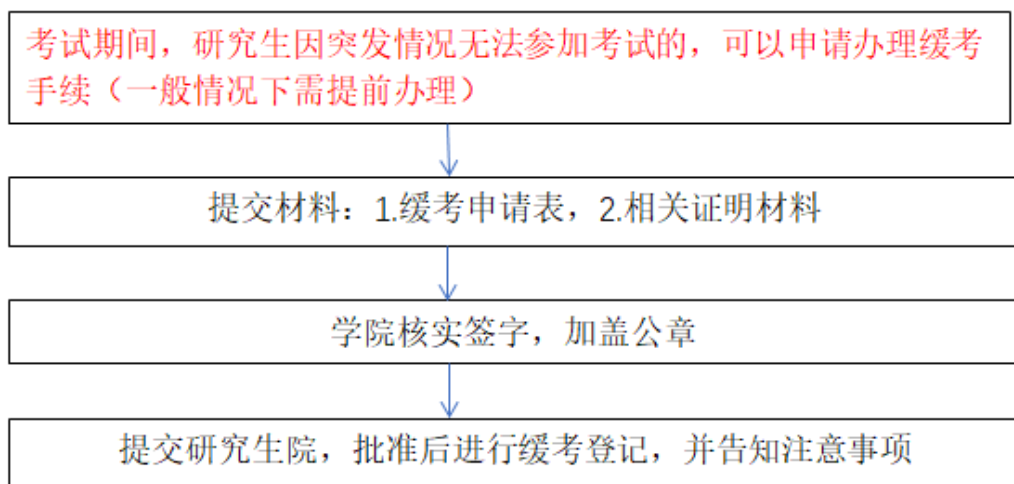 考试期间，研究生因突发情况无法参加考试的，可以申请办理缓考
手续（一般情况下需提前办理）
提交材料：1.缓考申请表，2.相关证明材料
学院核实签字，加盖公章
提交研究生院，批准后进行缓考登记，并告知注意事项